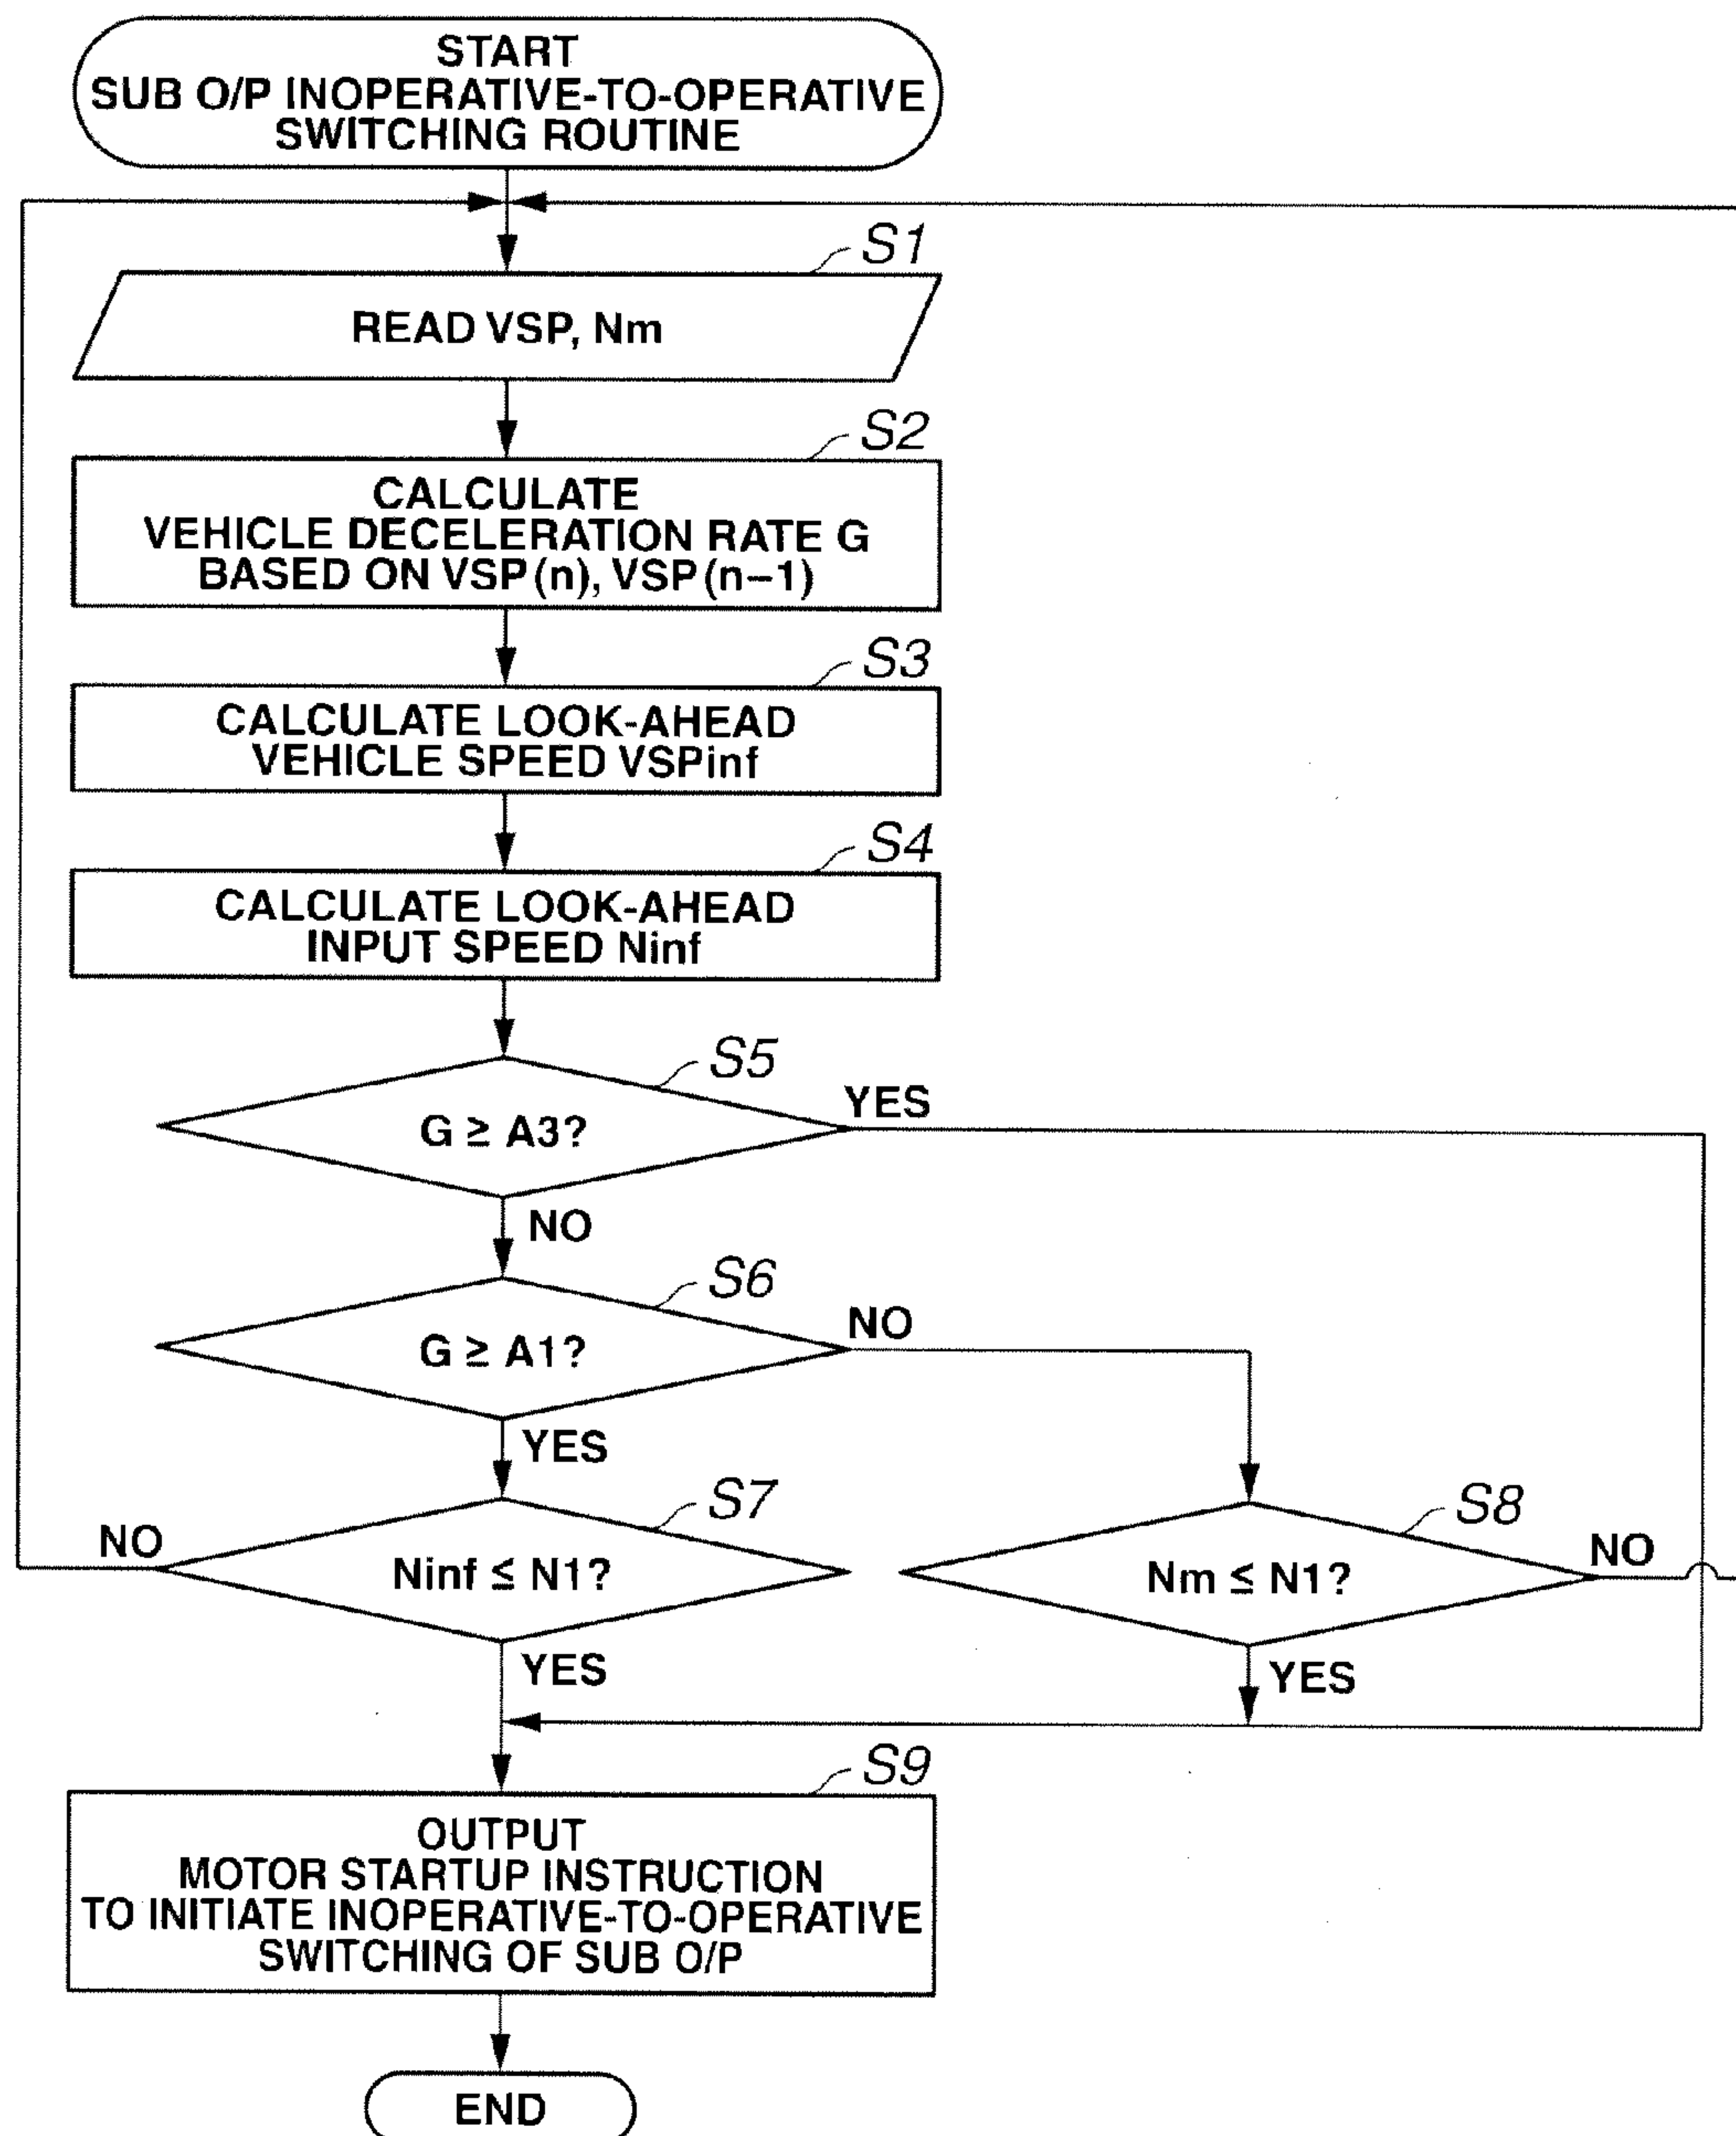 START
SUB O/P INOPERATIVE-TO-OPERATIVE
SWITCHING ROUTINE
S1
READ VSP, Nm
S2
CALCULATE
VEHICLE DECELERATION RATE G
BASED ON VSP(n), VSP(n−1)
S3
CALCULATE LOOK-AHEAD
VEHICLE SPEED VSPinf
S4
CALCULATE LOOK-AHEAD
INPUT SPEED Ninf
S5
G ≥ A3?
YES
NO
S6
G ≥ A1?
NO
YES
S7
Ninf ≤ N1?
NO
YES
S8
Nm ≤ N1?
NO
YES
S9
OUTPUT
MOTOR STARTUP INSTRUCTION
TO INITIATE INOPERATIVE-TO-OPERATIVE
SWITCHING OF SUB O/P
END